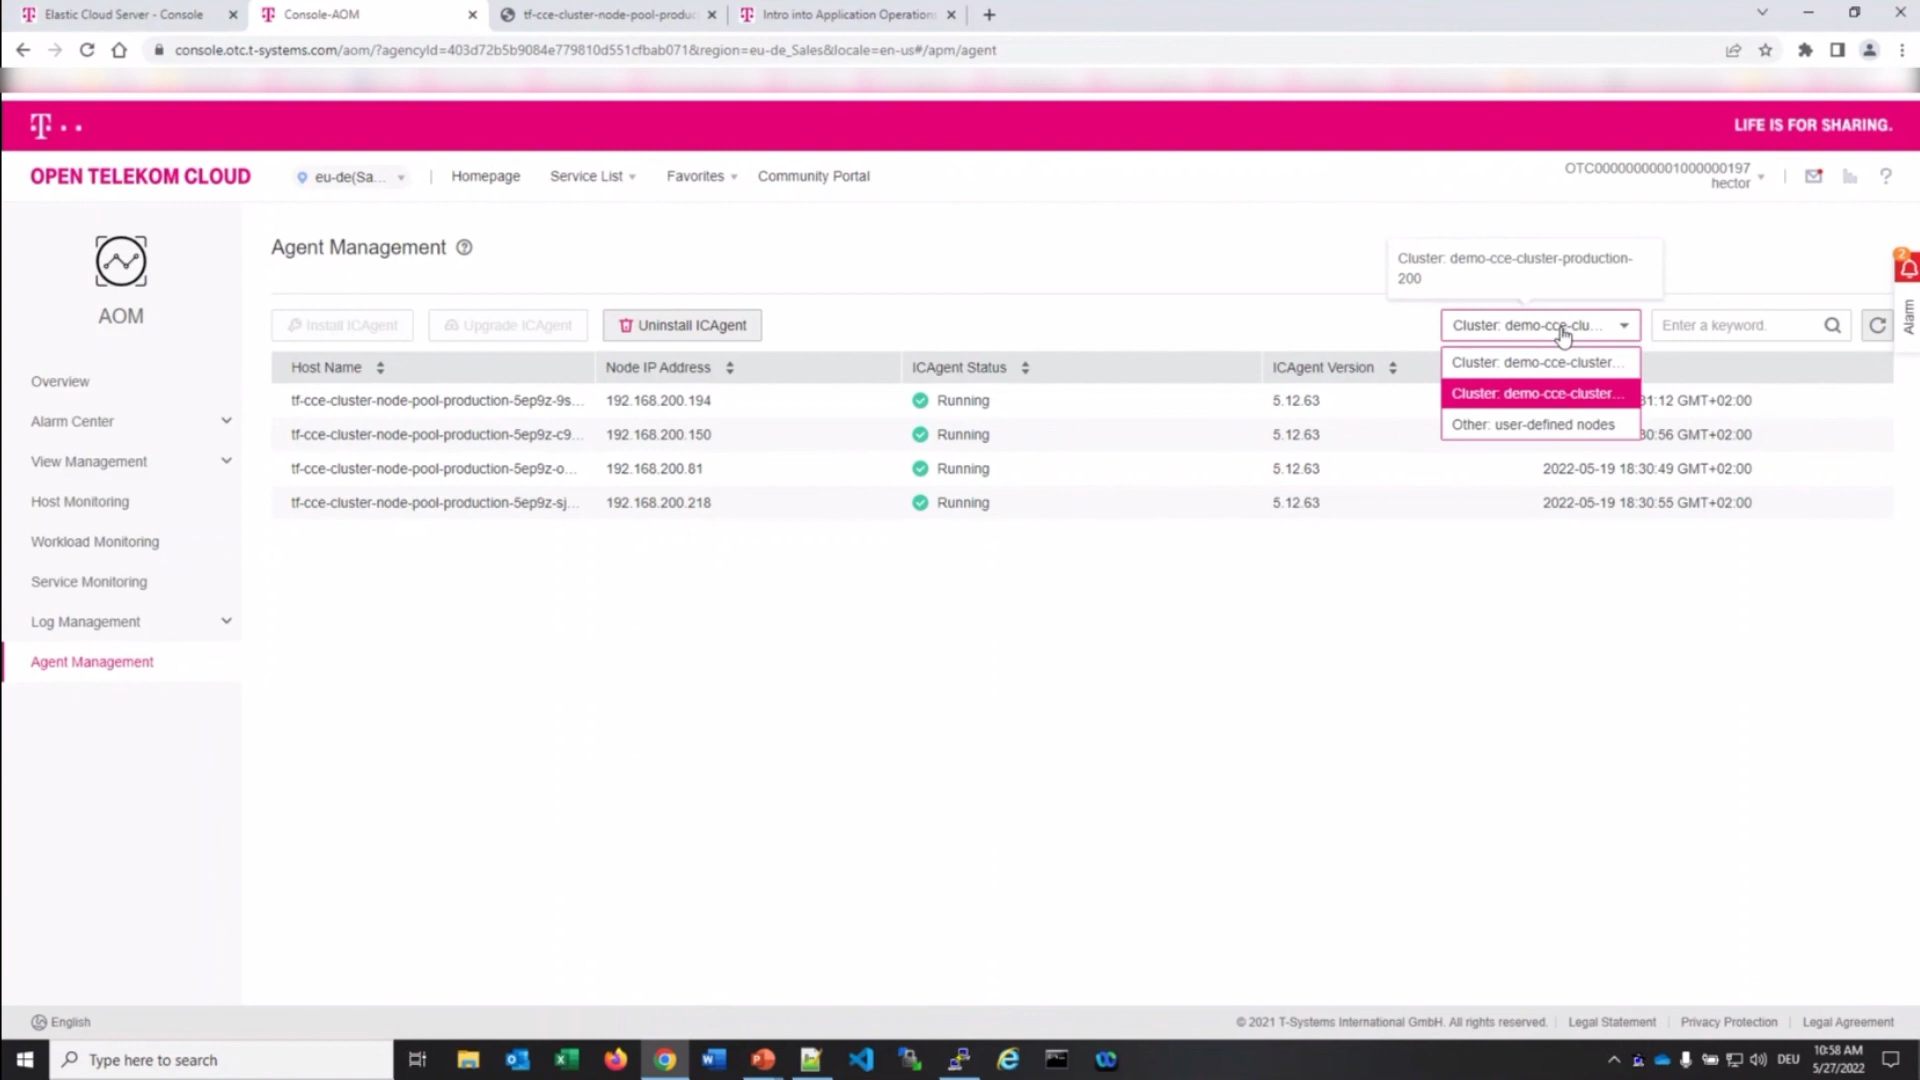 Elastic Cloud Server - Console
Console-AOM
tf-cce-cluster-node-pool-produc
Intro into Application Operation
console.otc.t-systems.com/aom/?agencyId=403d72b5b9084e779810d551cfbab071&region=eu-de_Sales&locale=en-us#/apm/agent
LIFE IS FOR SHARING.
OPEN TELEKOM CLOUD
eu-de(Sa...
Homepage
Service List
Favorites
Community Portal
OTC00000000001000000197
hector
AOM
Overview
Alarm Center
View Management
Host Monitoring
Workload Monitoring
Service Monitoring
Log Management
Agent Management
Agent Management
Cluster: demo-cce-cluster-production-
200
2
Alarm
Install ICAgent
Upgrade ICAgent
Uninstall ICAgent
Cluster: demo-cce-clu...
Enter a keyword.
Cluster: demo-cce-cluster...
Cluster: demo-cce-cluster...
Other: user-defined nodes
Host Name Node IP Address ICAgent Status ICAgent Version
tf-cce-cluster-node-pool-production-5ep9z-9s... 192.168.200.194 Running 5.12.63 31:12 GMT+02:00
tf-cce-cluster-node-pool-production-5ep9z-c9... 192.168.200.150 Running 5.12.63 30:56 GMT+02:00
tf-cce-cluster-node-pool-production-5ep9z-o... 192.168.200.81 Running 5.12.63 2022-05-19 18:30:49 GMT+02:00
tf-cce-cluster-node-pool-production-5ep9z-sj... 192.168.200.218 Running 5.12.63 2022-05-19 18:30:55 GMT+02:00
English
© 2021 T-Systems International GmbH. All rights reserved.
Legal Statement
Privacy Protection
Legal Agreement
Type here to search
DEU
10:58 AM
5/27/2022